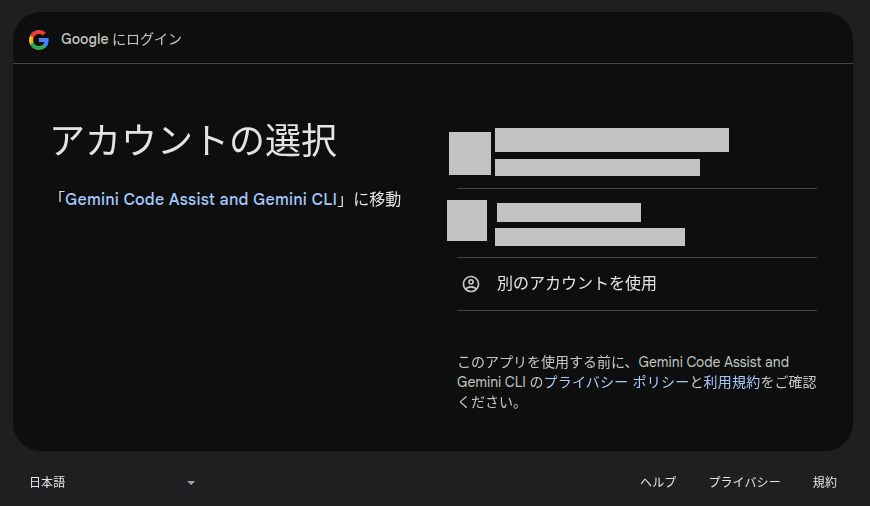 Google にログイン
アカウントの選択
「Gemini Code Assist and Gemini CLI」に移動
別のアカウントを使用
このアプリを使用する前に、Gemini Code Assist and
Gemini CLI のプライバシー ポリシーと利用規約をご確認
ください。
日本語
ヘルプ プライバシー 規約